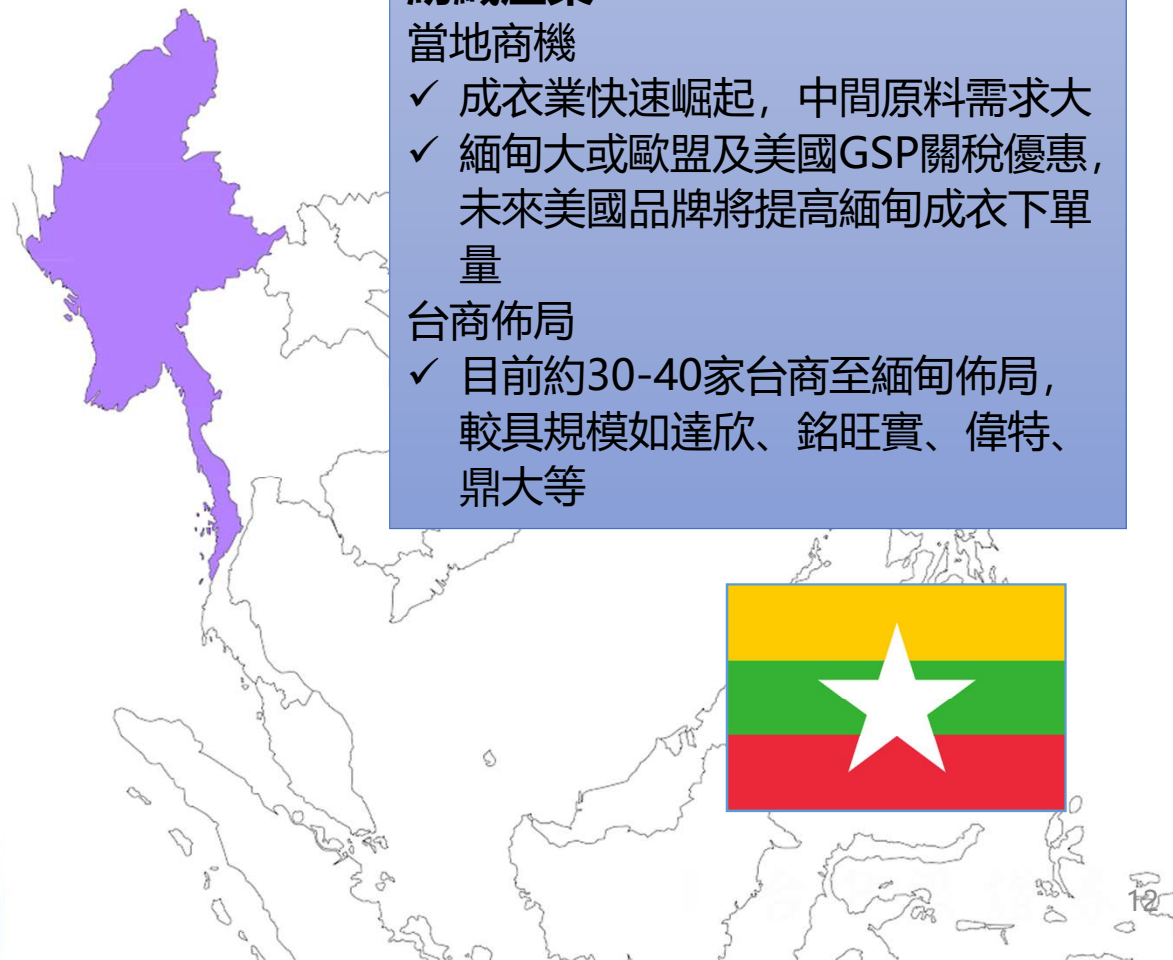 紡織產業
當地商機
✓ 成衣業快速崛起，中間原料需求大
✓ 緬甸大或歐盟及美國GSP關稅優惠，
未來美國品牌將提高緬甸成衣下單
量
台商佈局
✓ 目前約30-40家台商至緬甸佈局，
較具規模如達欣、銘旺實、偉特、
鼎大等
12